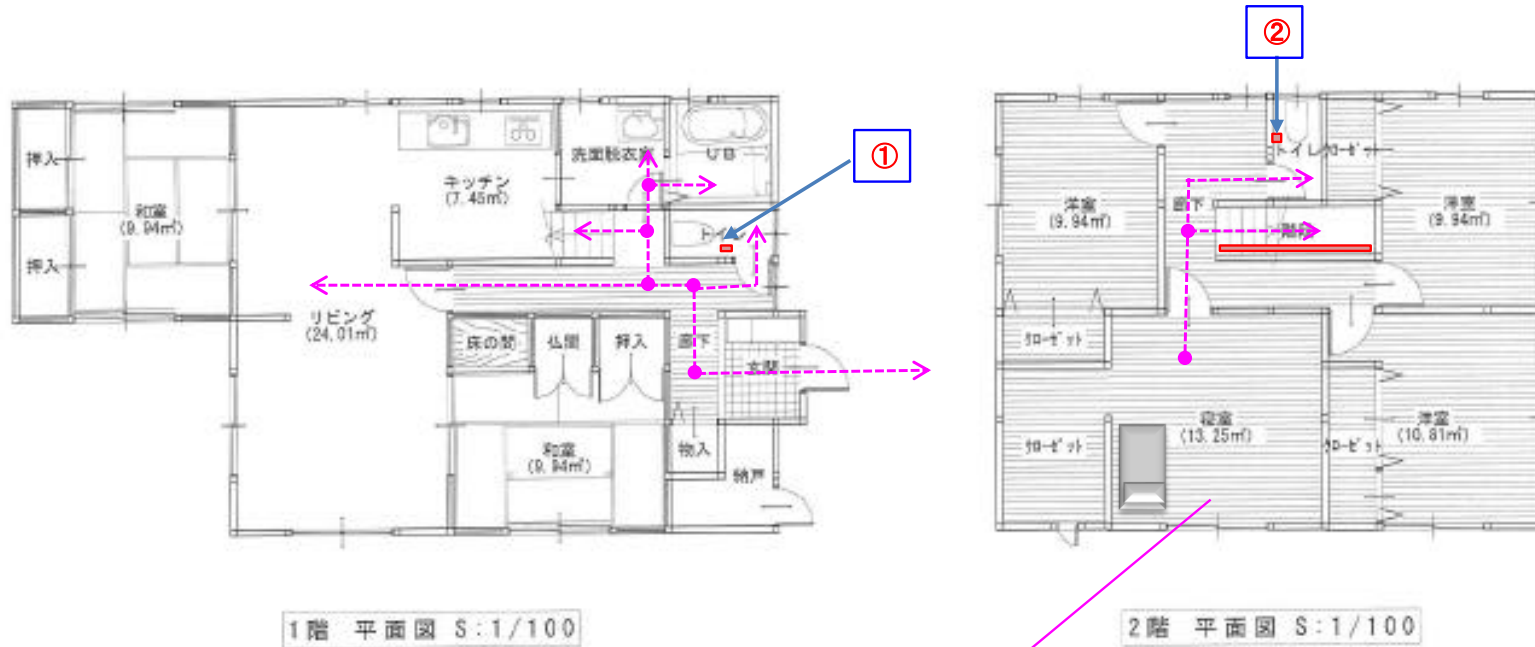 ②
①
押入
和室
(9.94㎡)
押入
キッチン
(7.45㎡)
洗面脱衣室
UB
トイレ
リビング
(24.01㎡)
床の間
仏間
押入
廊下
玄関
和室
(9.94㎡)
物入
納戸
1階 平面図 S:1/100
トイレ
クローゼット
洋室
(9.94㎡)
廊下
洋室
(9.94㎡)
階段
クローゼット
クローゼット
寝室
(13.25㎡)
クローゼット
洋室
(10.81㎡)
2階 平面図 S:1/100